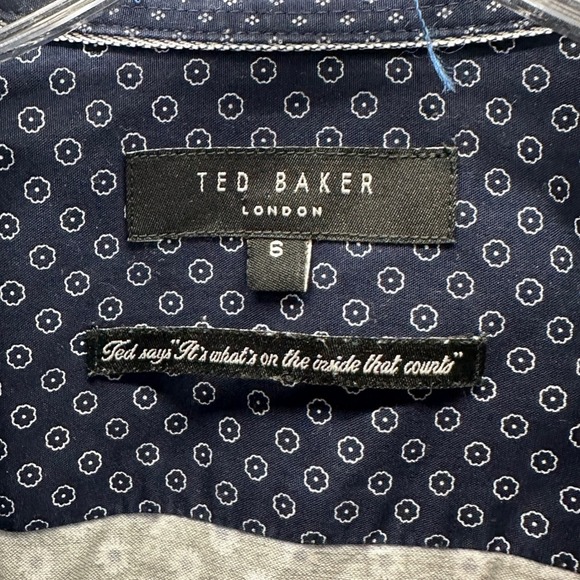 TED BAKER
LONDON
6
Ted says "It's what's on the inside that counts"